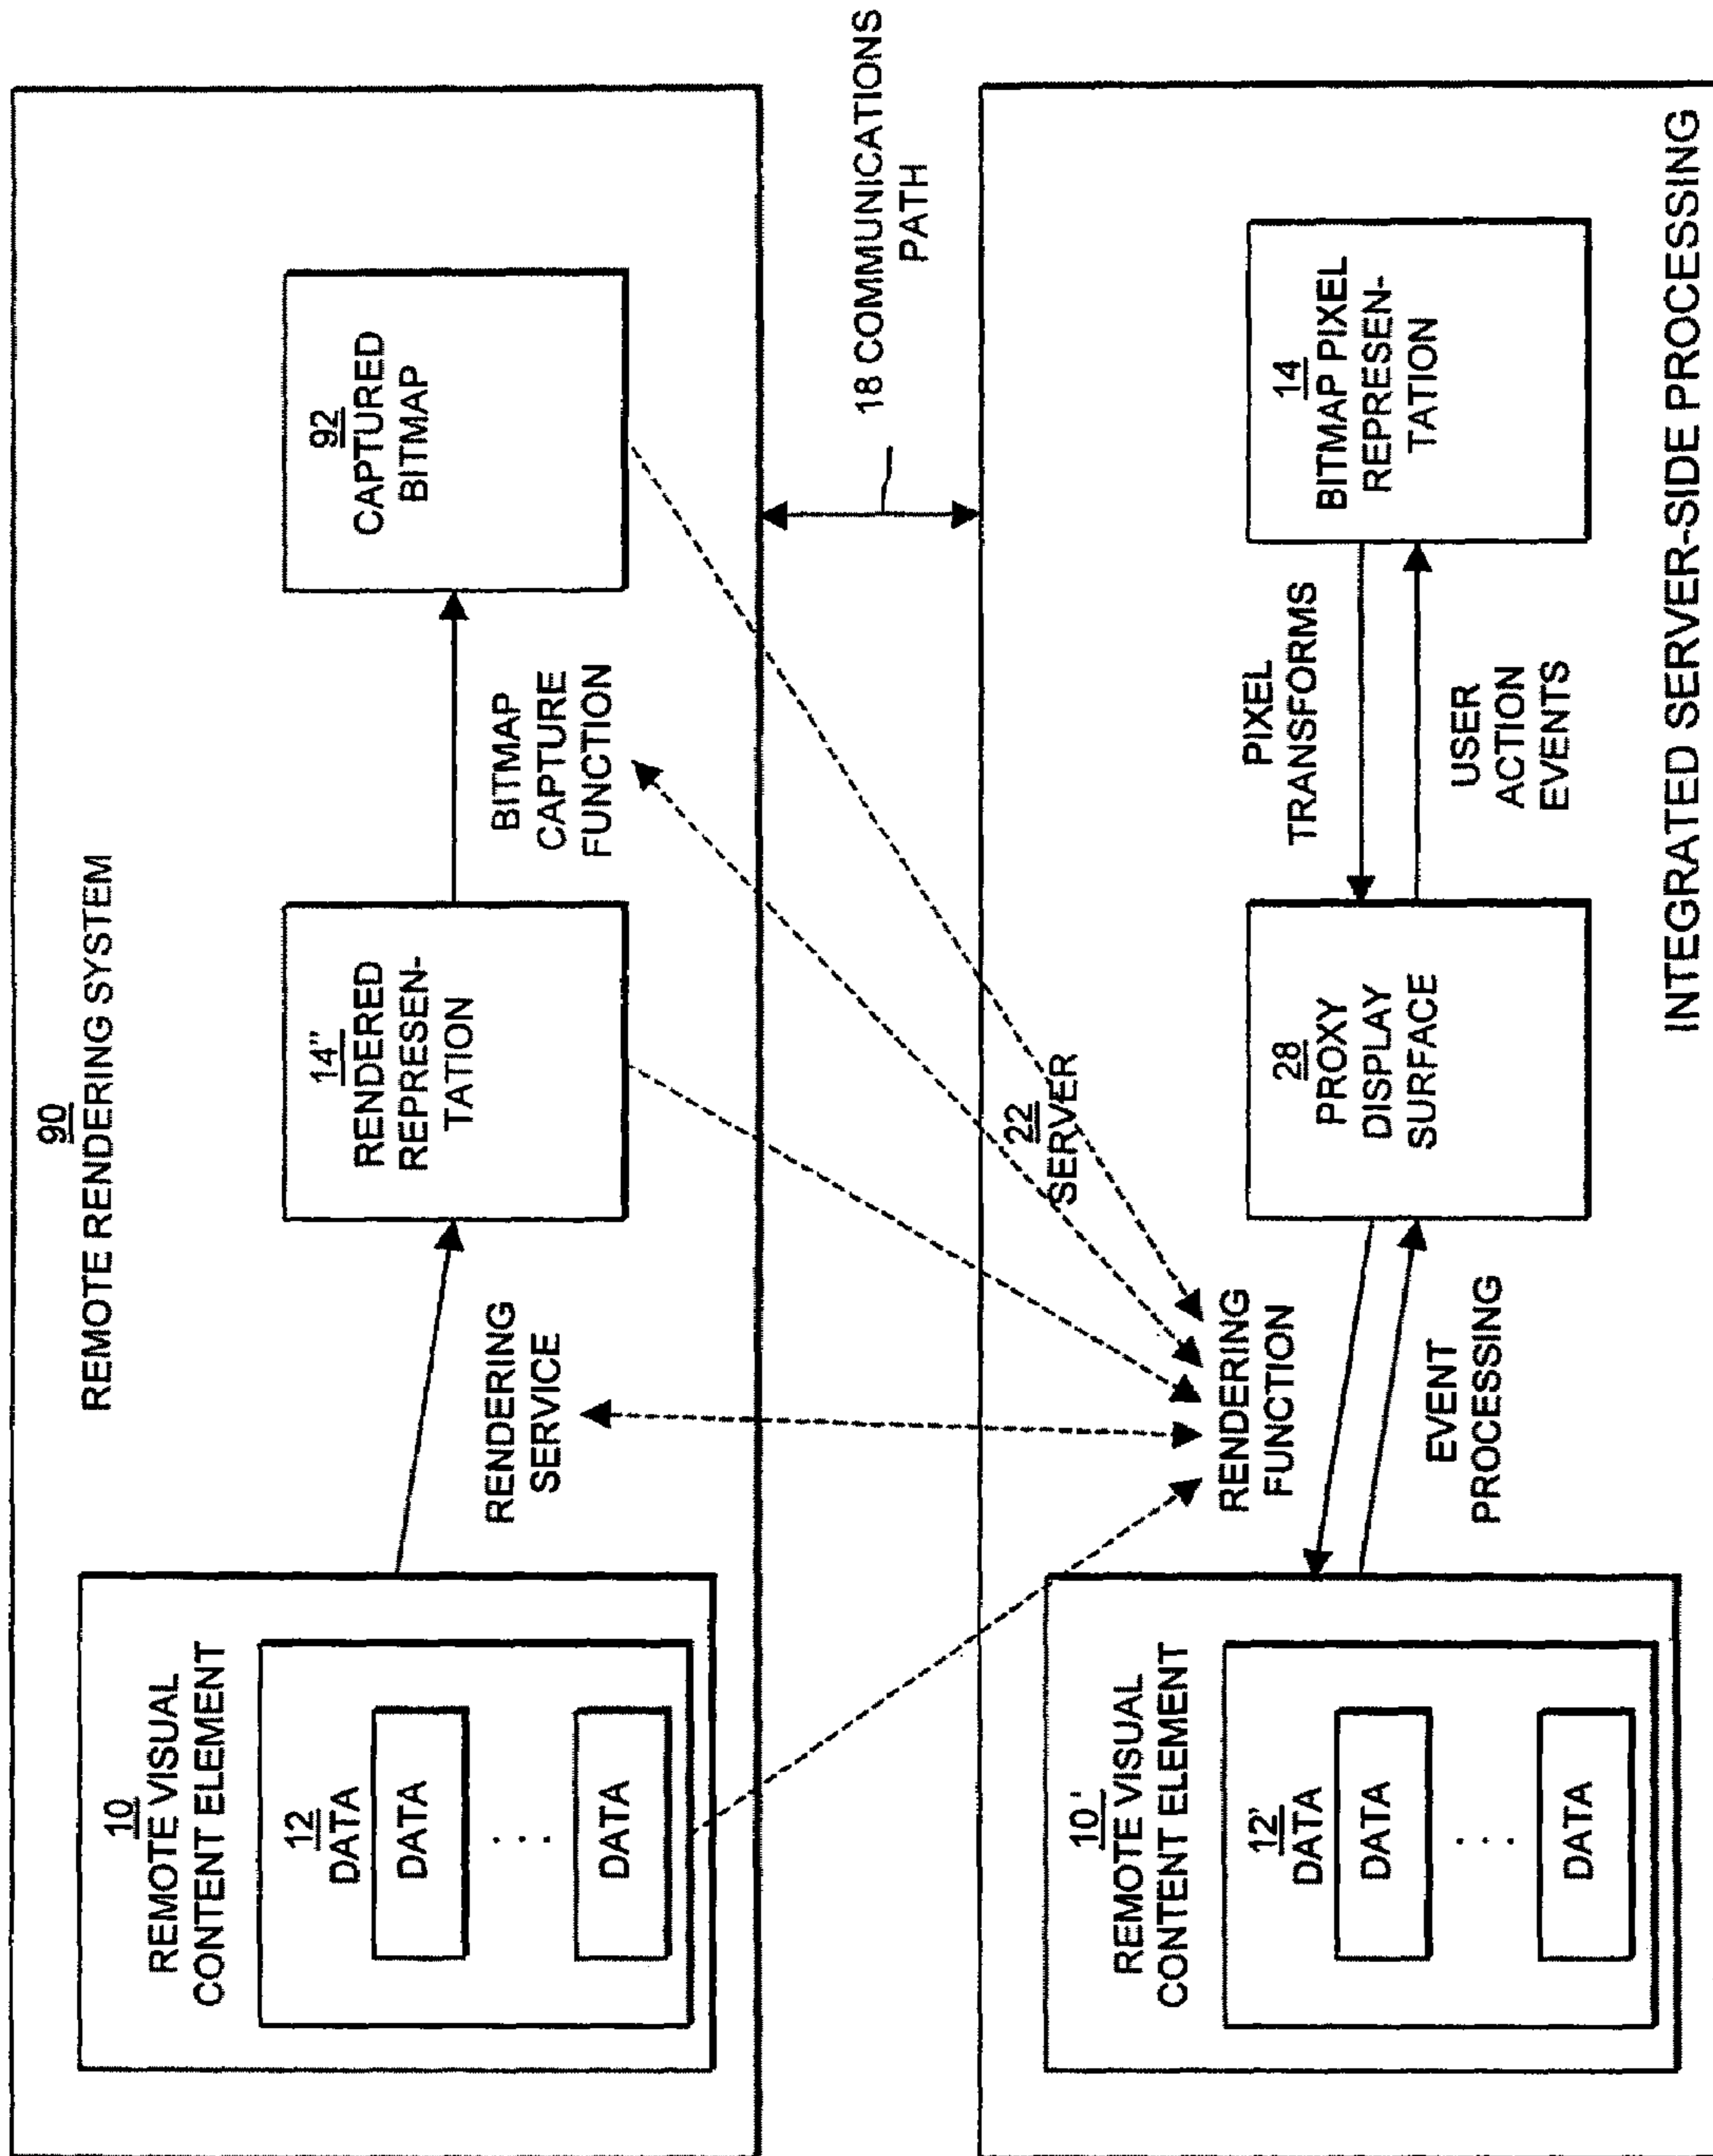 90
REMOTE RENDERING SYSTEM
10
REMOTE VISUAL
CONTENT ELEMENT
12
DATA
DATA
. . .
DATA
RENDERING
SERVICE
14"
RENDERED
REPRESEN-
TATION
BITMAP
CAPTURE
FUNCTION
92
CAPTURED
BITMAP
18 COMMUNICATIONS
PATH
22
SERVER
10'
REMOTE VISUAL
CONTENT ELEMENT
12'
DATA
DATA
. . .
DATA
RENDERING
FUNCTION
EVENT
PROCESSING
28
PROXY
DISPLAY
SURFACE
PIXEL
TRANSFORMS
USER
ACTION
EVENTS
14
BITMAP PIXEL
REPRESEN-
TATION
INTEGRATED SERVER-SIDE PROCESSING